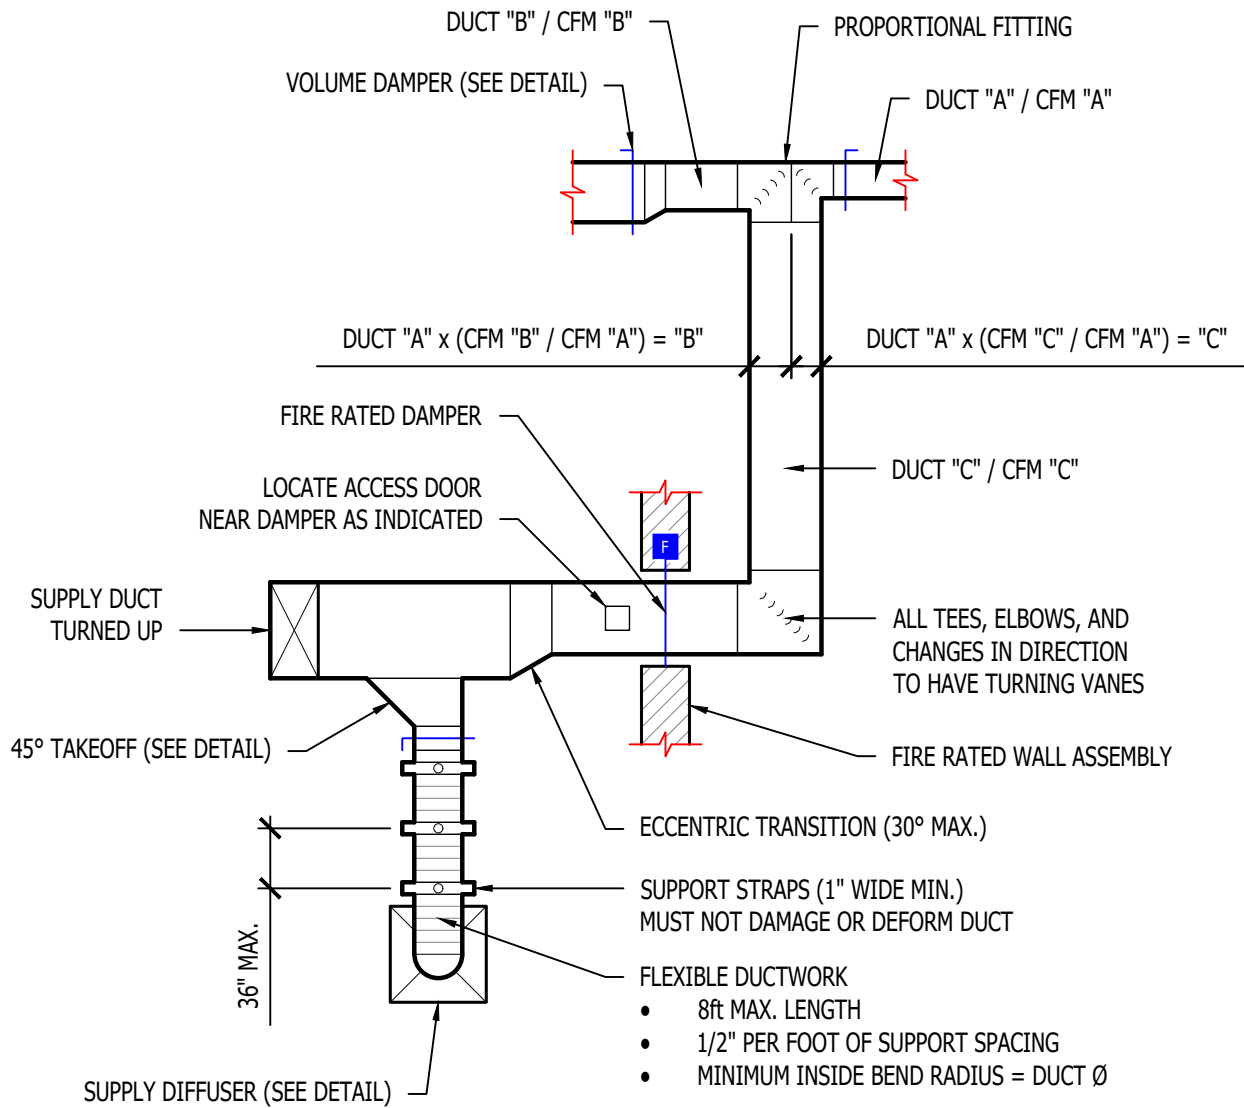 DUCT "B" / CFM "B"
PROPORTIONAL FITTING
VOLUME DAMPER (SEE DETAIL)
DUCT "A" / CFM "A"
DUCT "A" x (CFM "B" / CFM "A") = "B"
DUCT "A" x (CFM "C" / CFM "A") = "C"
FIRE RATED DAMPER
DUCT "C" / CFM "C"
LOCATE ACCESS DOOR
NEAR DAMPER AS INDICATED
F
SUPPLY DUCT
TURNED UP
ALL TEES, ELBOWS, AND
CHANGES IN DIRECTION
TO HAVE TURNING VANES
45° TAKEOFF (SEE DETAIL)
FIRE RATED WALL ASSEMBLY
ECCENTRIC TRANSITION (30° MAX.)
SUPPORT STRAPS (1" WIDE MIN.)
MUST NOT DAMAGE OR DEFORM DUCT
36" MAX.
FLEXIBLE DUCTWORK
• 8ft MAX. LENGTH
• 1/2" PER FOOT OF SUPPORT SPACING
• MINIMUM INSIDE BEND RADIUS = DUCT Ø
SUPPLY DIFFUSER (SEE DETAIL)